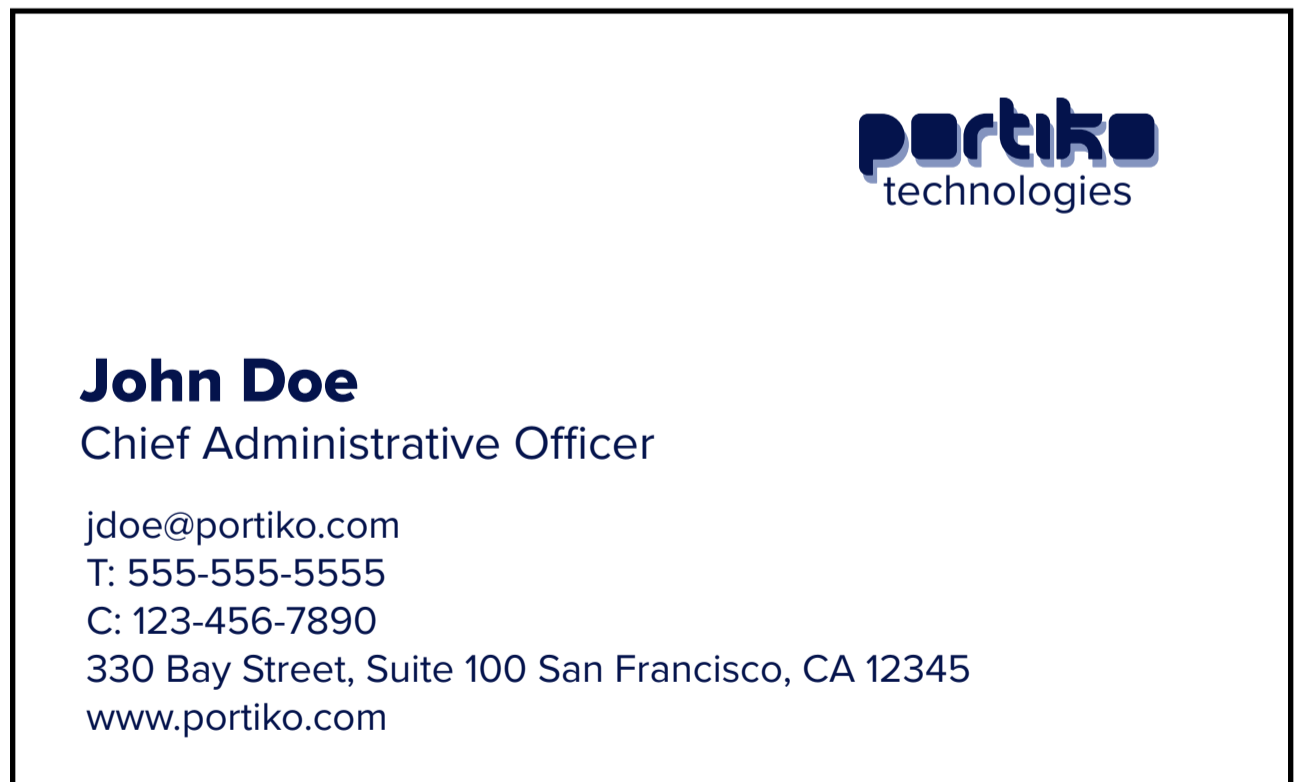 portiko
technologies
John Doe
Chief Administrative Officer
jdoe@portiko.com
T: 555-555-5555
C: 123-456-7890
330 Bay Street, Suite 100 San Francisco, CA 12345
www.portiko.com